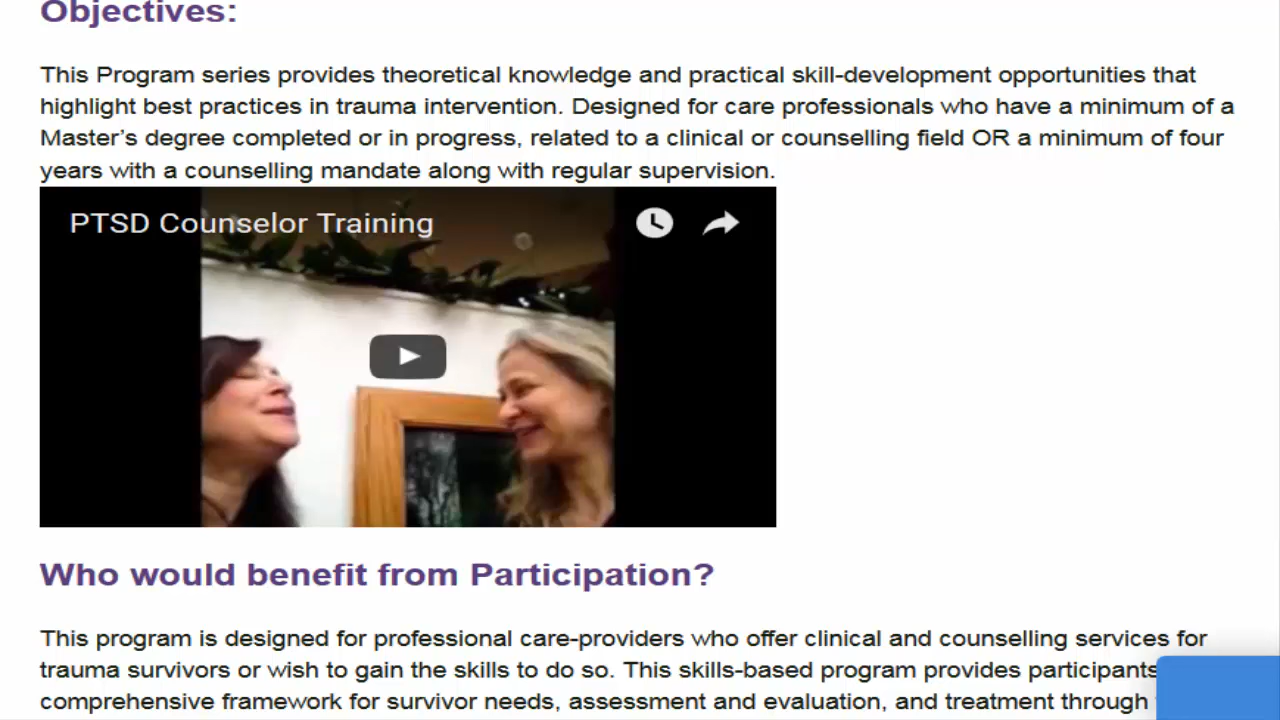 Objectives:
This Program series provides theoretical knowledge and practical skill-development opportunities that
highlight best practices in trauma intervention. Designed for care professionals who have a minimum of a
Master’s degree completed or in progress, related to a clinical or counselling field OR a minimum of four
years with a counselling mandate along with regular supervision.
PTSD Counselor Training
Who would benefit from Participation?
This program is designed for professional care-providers who offer clinical and counselling services for
trauma survivors or wish to gain the skills to do so. This skills-based program provides participants
comprehensive framework for survivor needs, assessment and evaluation, and treatment through